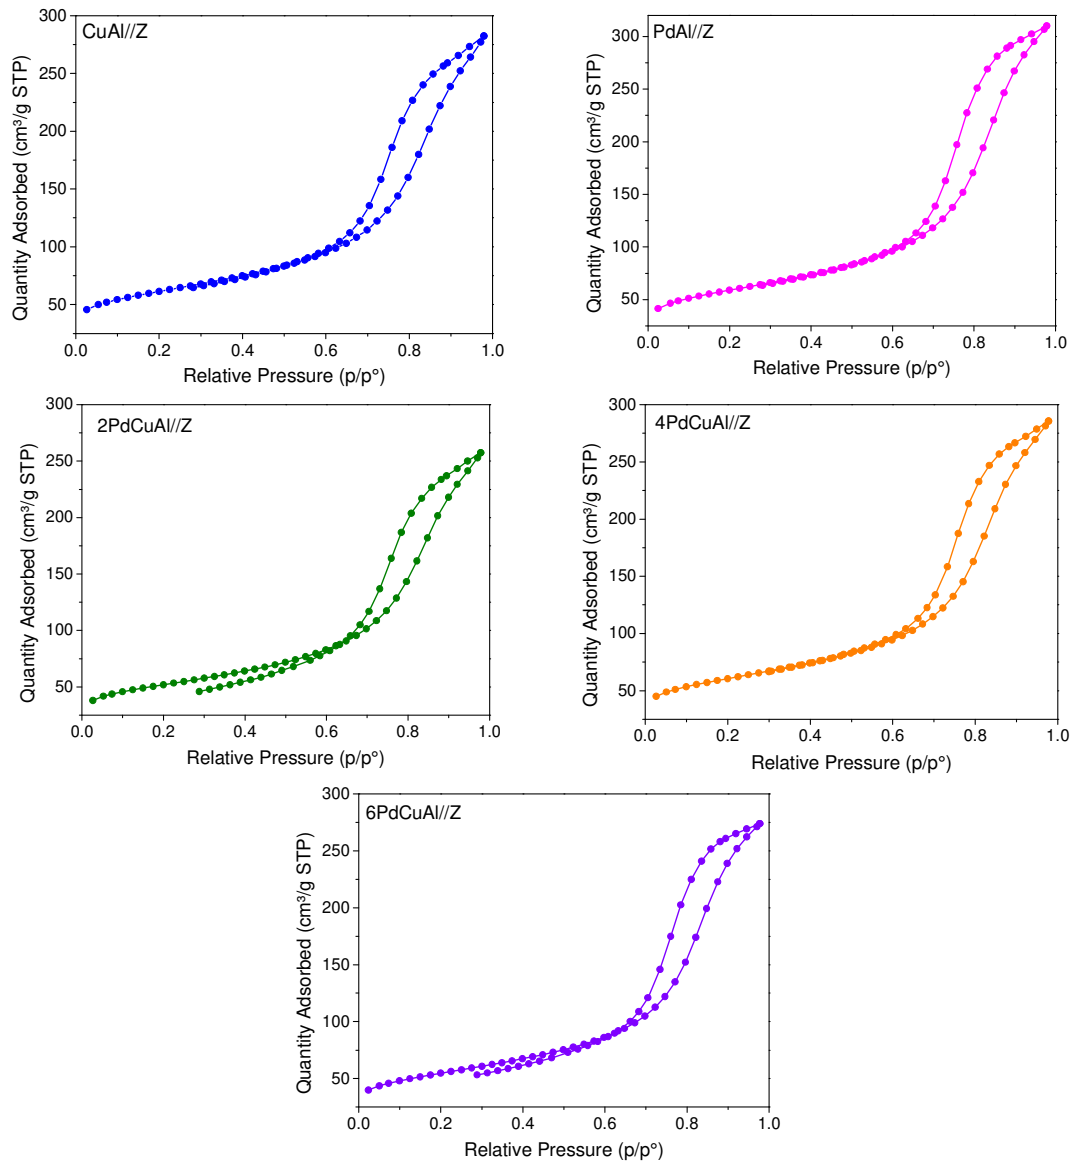 CuAl//Z
Quantity Adsorbed (cm³/g STP)
300
250
200
150
100
50
0.0 0.2 0.4 0.6 0.8 1.0
Relative Pressure (p/p°)
PdAl//Z
Quantity Adsorbed (cm³/g STP)
300
250
200
150
100
50
0.0 0.2 0.4 0.6 0.8 1.0
Relative Pressure (p/p°)
2PdCuAl//Z
Quantity Adsorbed (cm³/g STP)
300
250
200
150
100
50
0.0 0.2 0.4 0.6 0.8 1.0
Relative Pressure (p/p°)
4PdCuAl//Z
Quantity Adsorbed (cm³/g STP)
300
250
200
150
100
50
0.0 0.2 0.4 0.6 0.8 1.0
Relative Pressure (p/p°)
6PdCuAl//Z
Quantity Adsorbed (cm³/g STP)
300
250
200
150
100
50
0.0 0.2 0.4 0.6 0.8 1.0
Relative Pressure (p/p°)